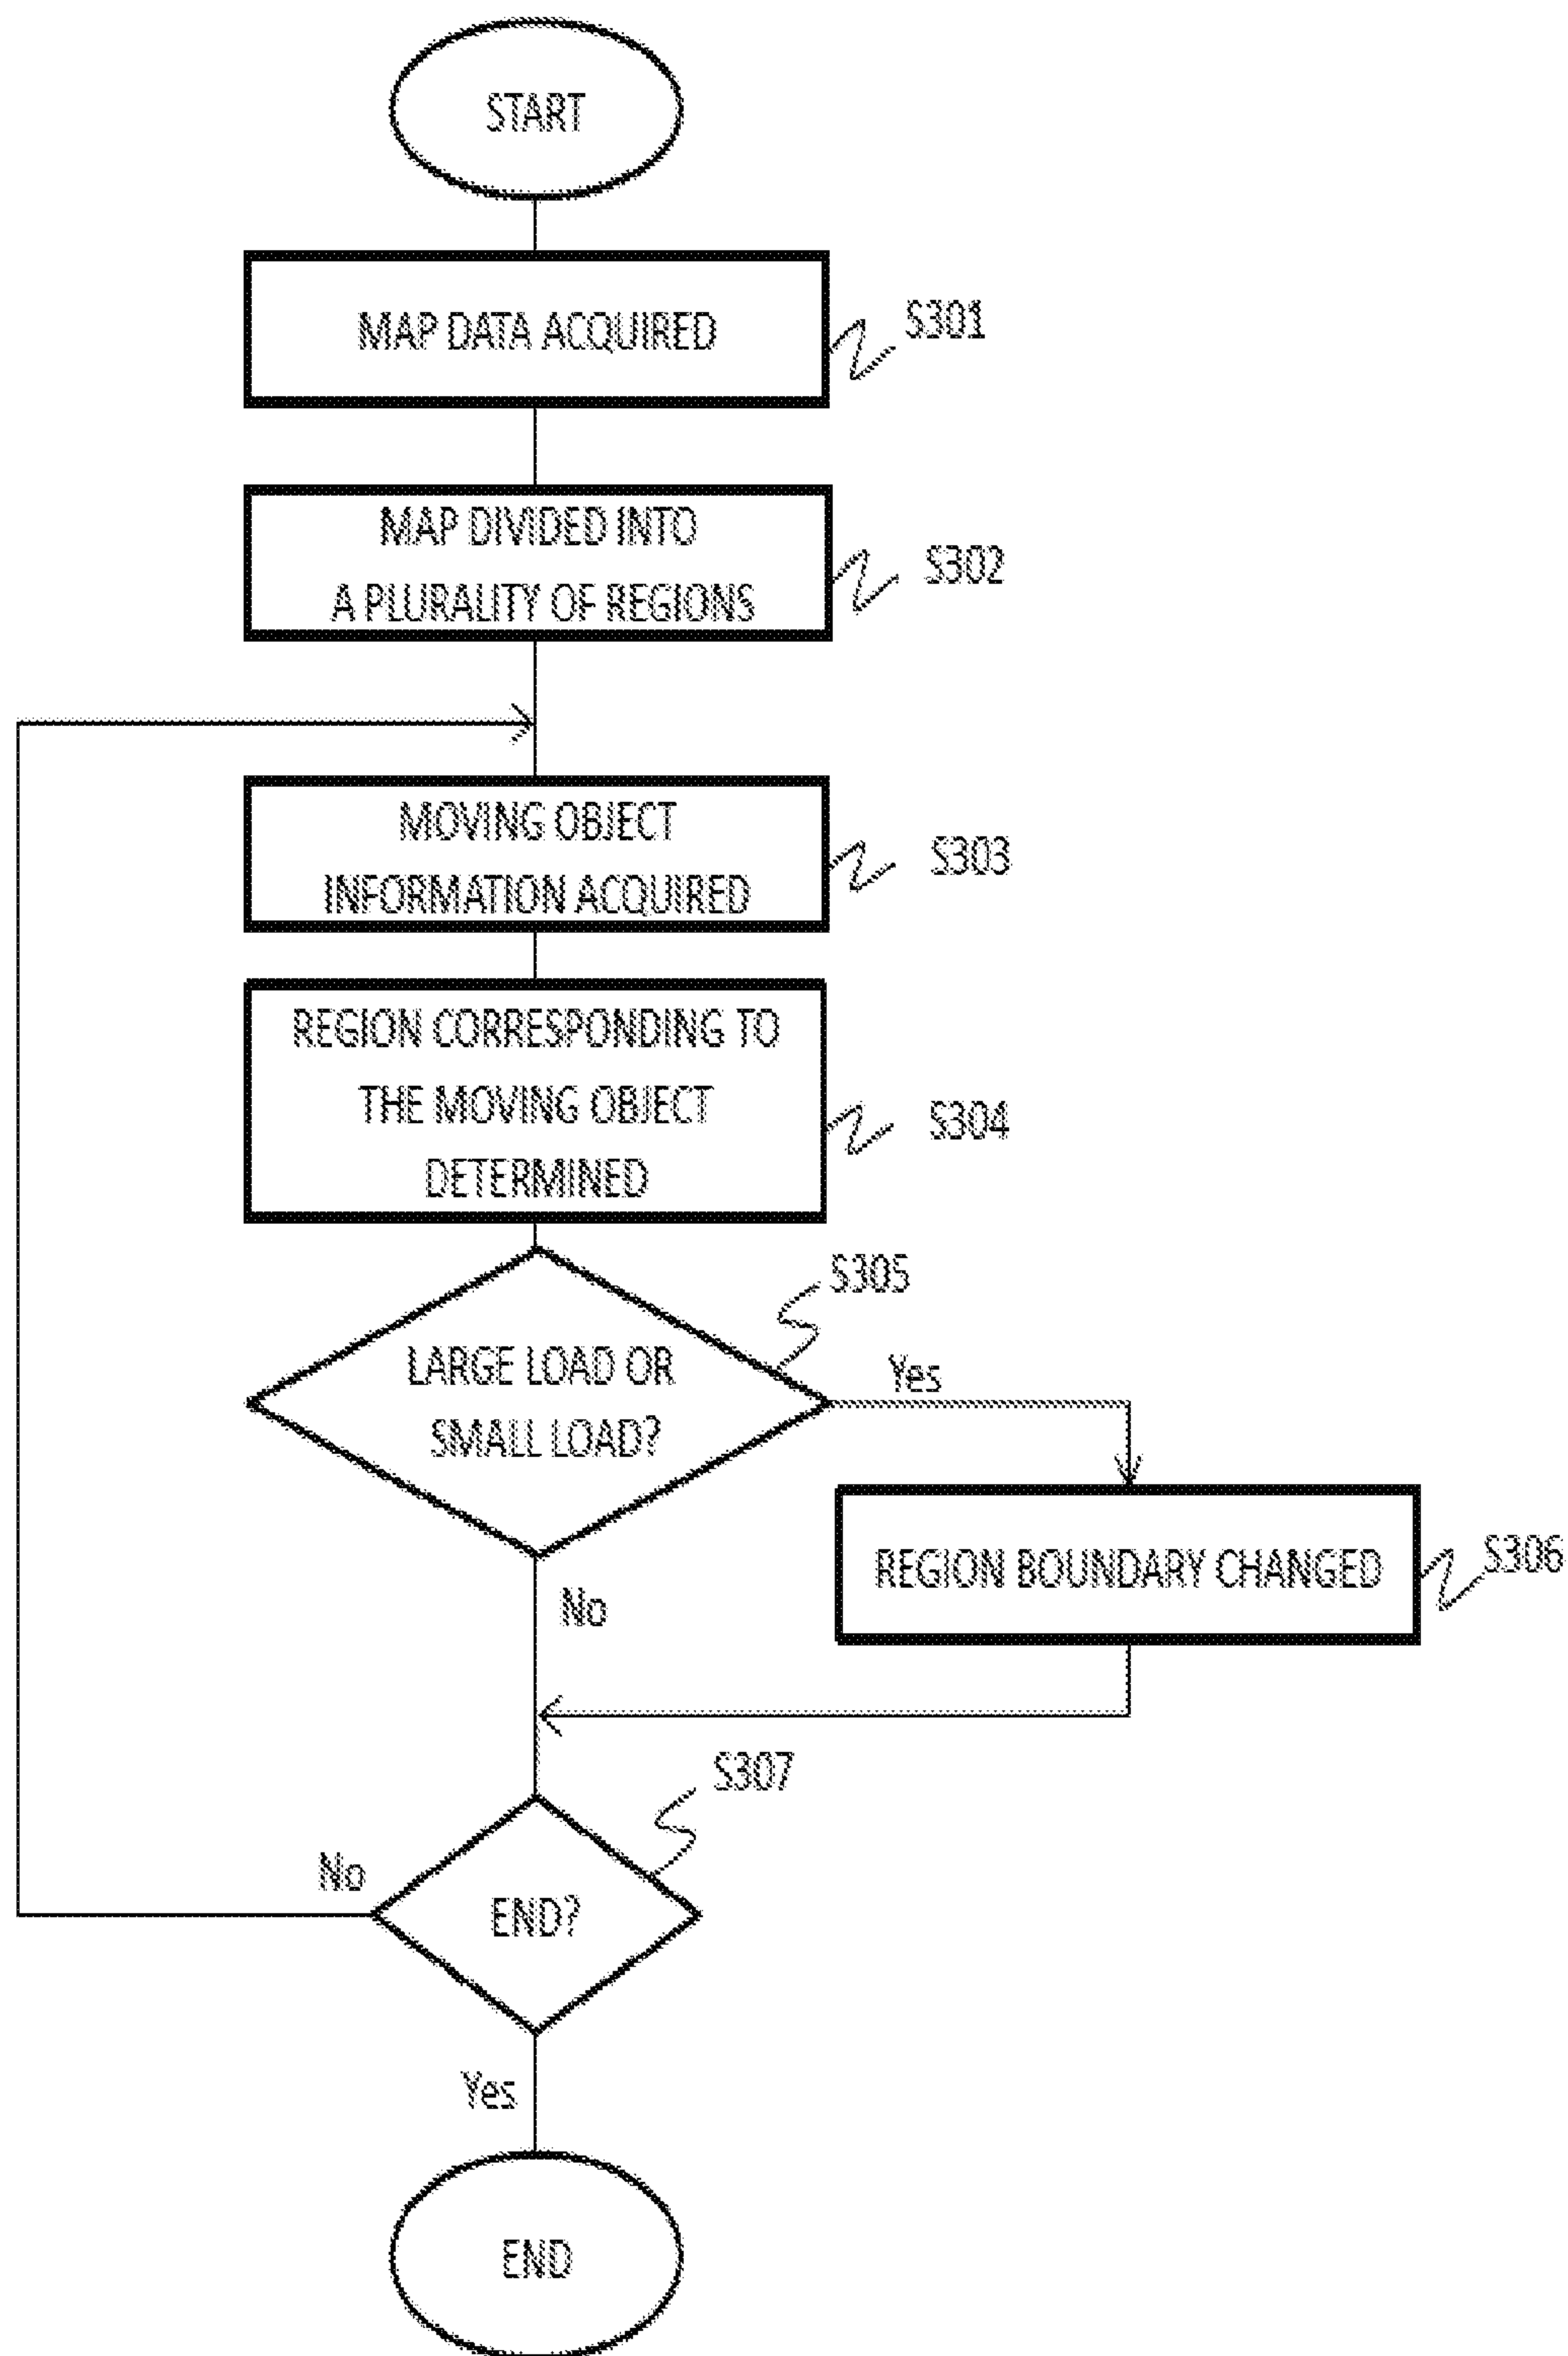 START
MAP DATA ACQUIRED
S301
MAP DIVIDED INTO
A PLURALITY OF REGIONS
S302
MOVING OBJECT
INFORMATION ACQUIRED
S303
REGION CORRESPONDING TO
THE MOVING OBJECT
DETERMINED
S304
S305
LARGE LOAD OR
SMALL LOAD?
Yes
REGION BOUNDARY CHANGED
S306
No
S307
No
END?
Yes
END